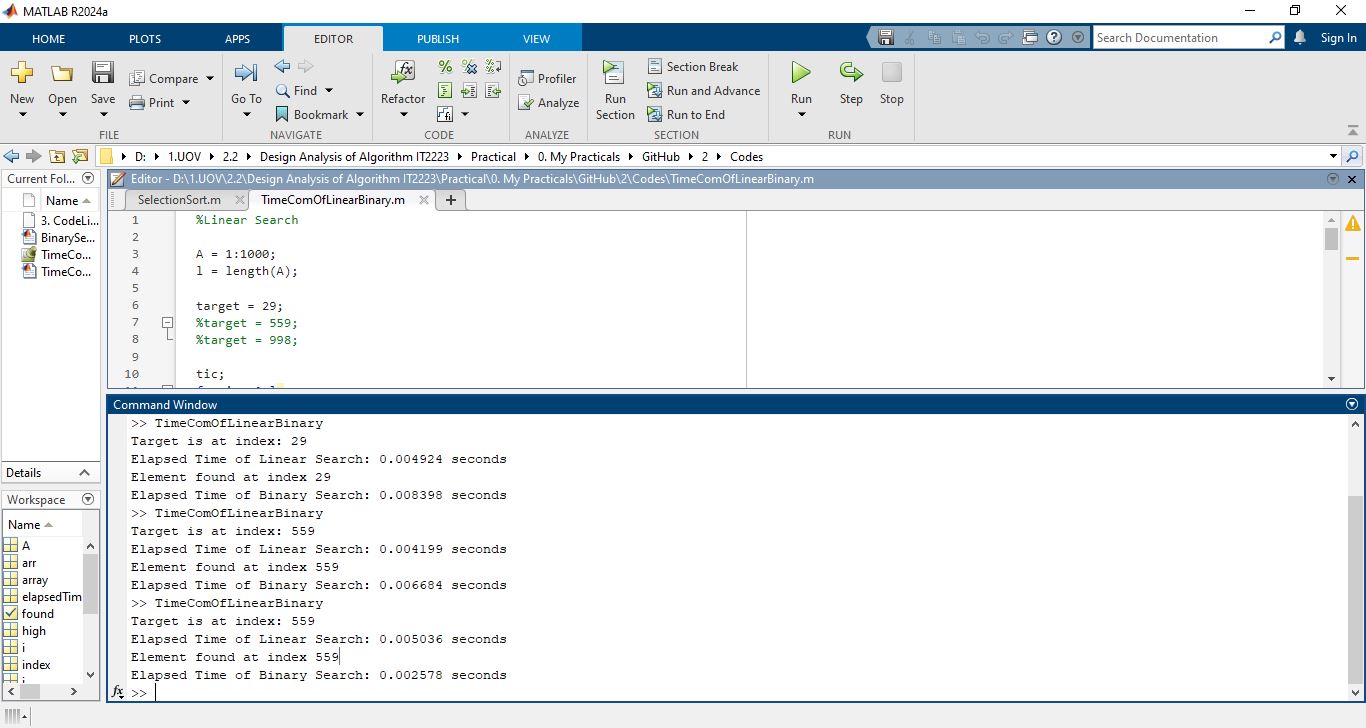 MATLAB R2024a
HOME PLOTS APPS EDITOR PUBLISH VIEW Search Documentation Sign In
New Open Save Compare Print Go To Find Bookmark Refactor Profiler Analyze Run Section Section Break Run and Advance Run to End Run Step Stop
FILE NAVIGATE CODE ANALYZE SECTION RUN
D: 1.UOV 2.2 Design Analysis of Algorithm IT2223 Practical 0. My Practicals GitHub 2 Codes
Current Fol...
Name
3. CodeLi...
BinarySe...
TimeCo...
TimeCo...
Details
Workspace
Name
A
arr
array
elapsedTim
found
high
i
index
Editor - D:\1.UOV\2.2\Design Analysis of Algorithm IT2223\Practical\0. My Practicals\GitHub\2\Codes\TimeComOfLinearBinary.m
SelectionSort.m TimeComOfLinearBinary.m
1 %Linear Search
2
3 A = 1:1000;
4 l = length(A);
5
6 target = 29;
7 %target = 559;
8 %target = 998;
9
10 tic;
Command Window
>> TimeComOfLinearBinary
Target is at index: 29
Elapsed Time of Linear Search: 0.004924 seconds
Element found at index 29
Elapsed Time of Binary Search: 0.008398 seconds
>> TimeComOfLinearBinary
Target is at index: 559
Elapsed Time of Linear Search: 0.004199 seconds
Element found at index 559
Elapsed Time of Binary Search: 0.006684 seconds
>> TimeComOfLinearBinary
Target is at index: 559
Elapsed Time of Linear Search: 0.005036 seconds
Element found at index 559
Elapsed Time of Binary Search: 0.002578 seconds
fx >>